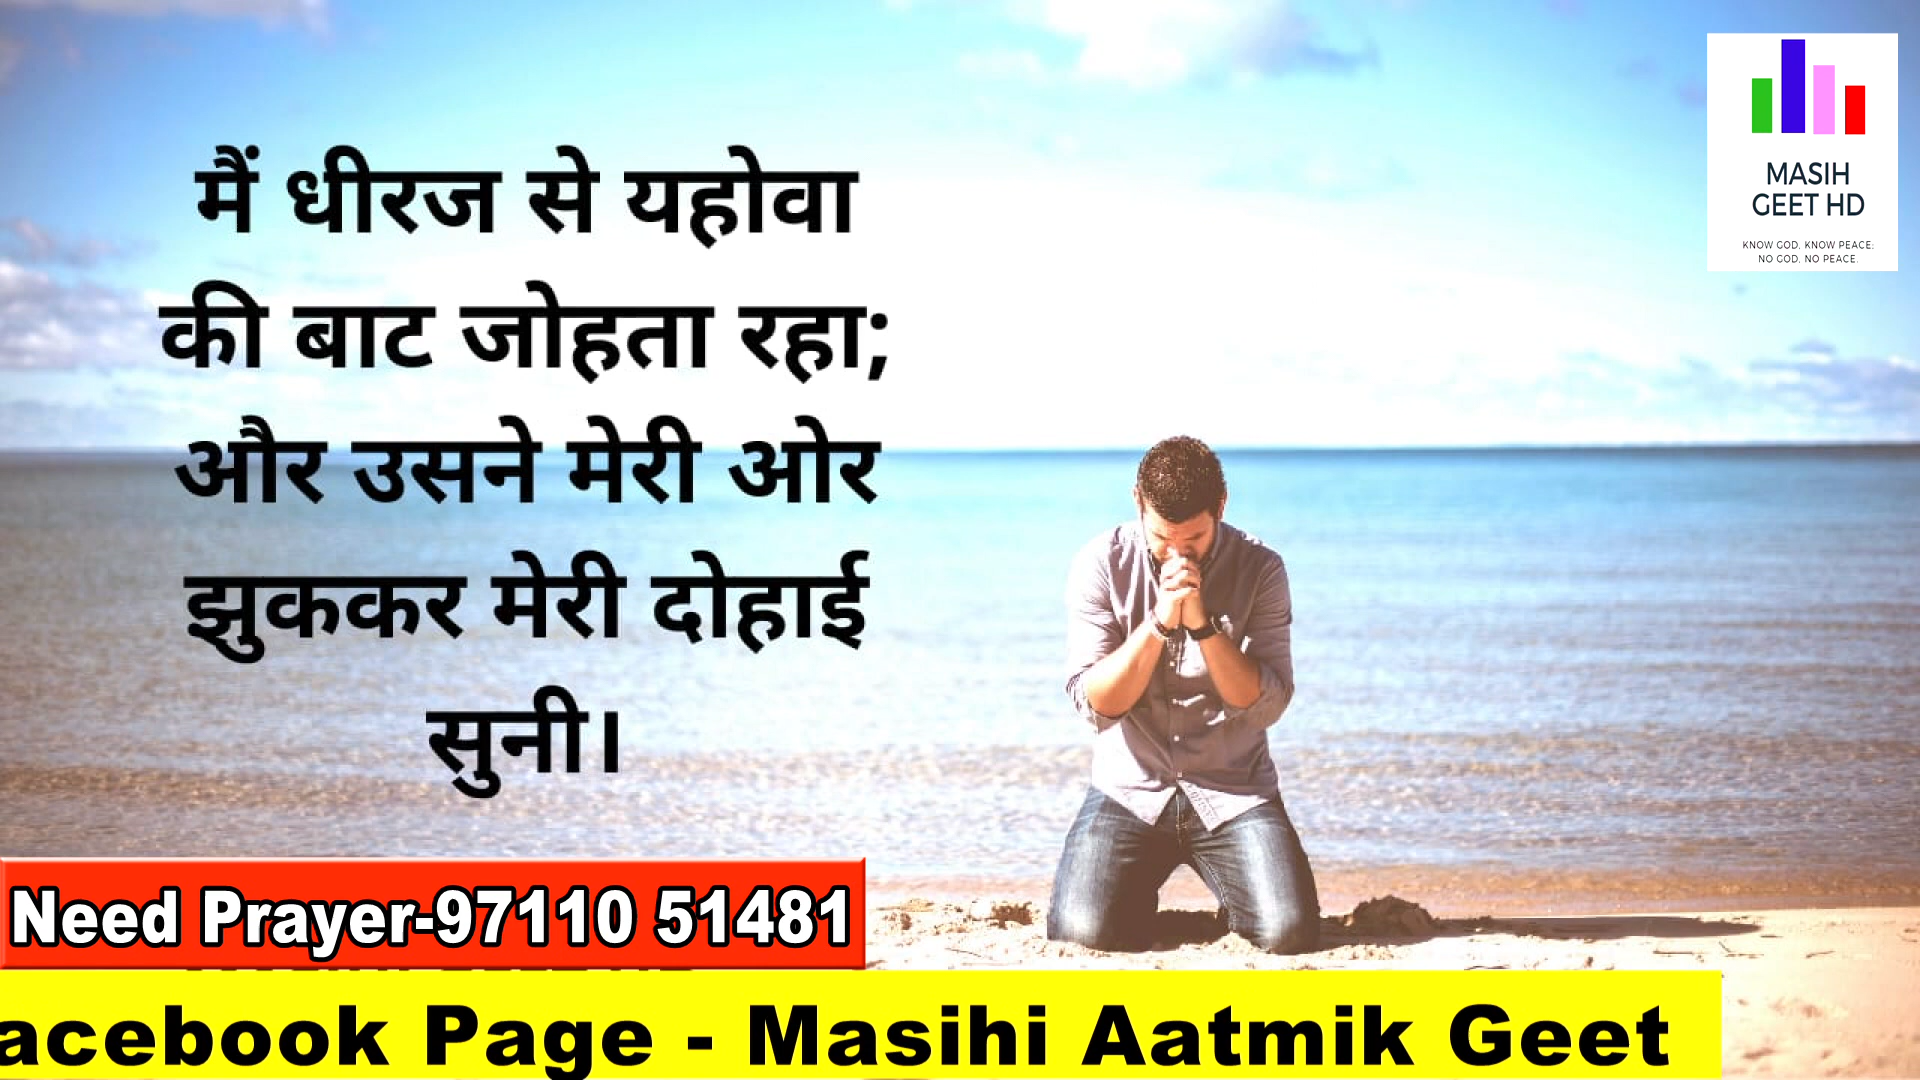 मैं धीरज से यहोवा
की बाट जोहता रहा;
और उसने मेरी ओर
झुककर मेरी दोहाई
सुनी।
MASIH
GEET HD
KNOW GOD, KNOW PEACE;
NO GOD, NO PEACE.
Need Prayer-97110 51481
acebook Page - Masihi Aatmik Geet